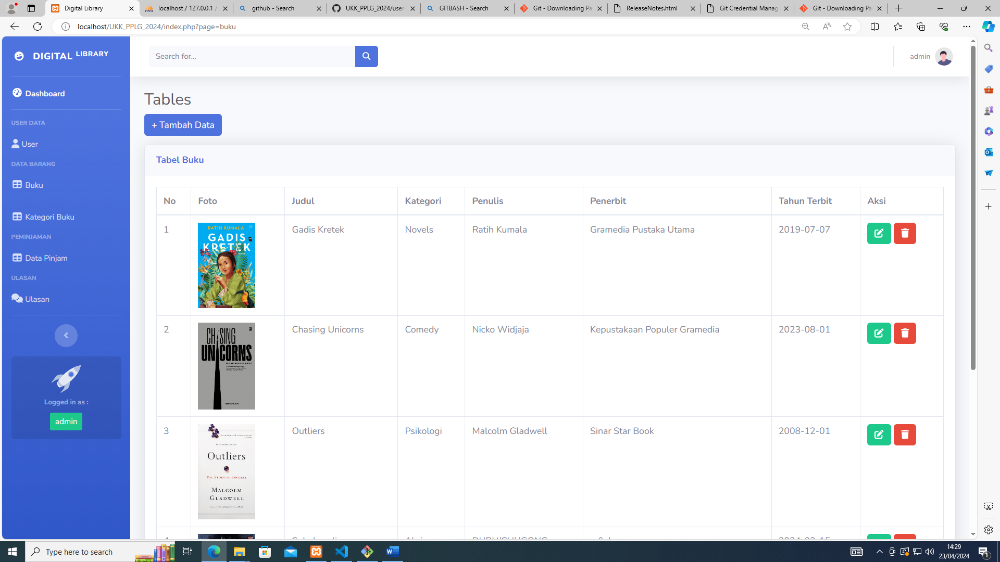 Digital Library
localhost / 127.0.0.1 /
github - Search
UKK_PPLG_2024/user-
GITBASH - Search
Git - Downloading Pa
ReleaseNotes.html
Git Credential Manag
Git - Downloading Pa
localhost/UKK_PPLG_2024/index.php?page=buku
DIGITAL LIBRARY
Search for...
admin
Dashboard
USER DATA
User
DATA BARANG
Buku
Kategori Buku
PEMINJAMAN
Data Pinjam
ULASAN
Ulasan
Logged in as :
admin
Tables
+ Tambah Data
Tabel Buku
No Foto Judul Kategori Penulis Penerbit Tahun Terbit Aksi
1 Gadis Kretek Novels Ratih Kumala Gramedia Pustaka Utama 2019-07-07
RATIH KUMALA
GADIS
KRETEK
NOVEL
2 Chasing Unicorns Comedy Nicko Widjaja Kepustakaan Populer Gramedia 2023-08-01
CHASING
UNICORNS
3 Outliers Psikologi Malcolm Gladwell Sinar Star Book 2008-12-01
Outliers
THE STORY OF SUCCESS
MALCOLM
GLADWELL
Type here to search
14:29
23/04/2024
1